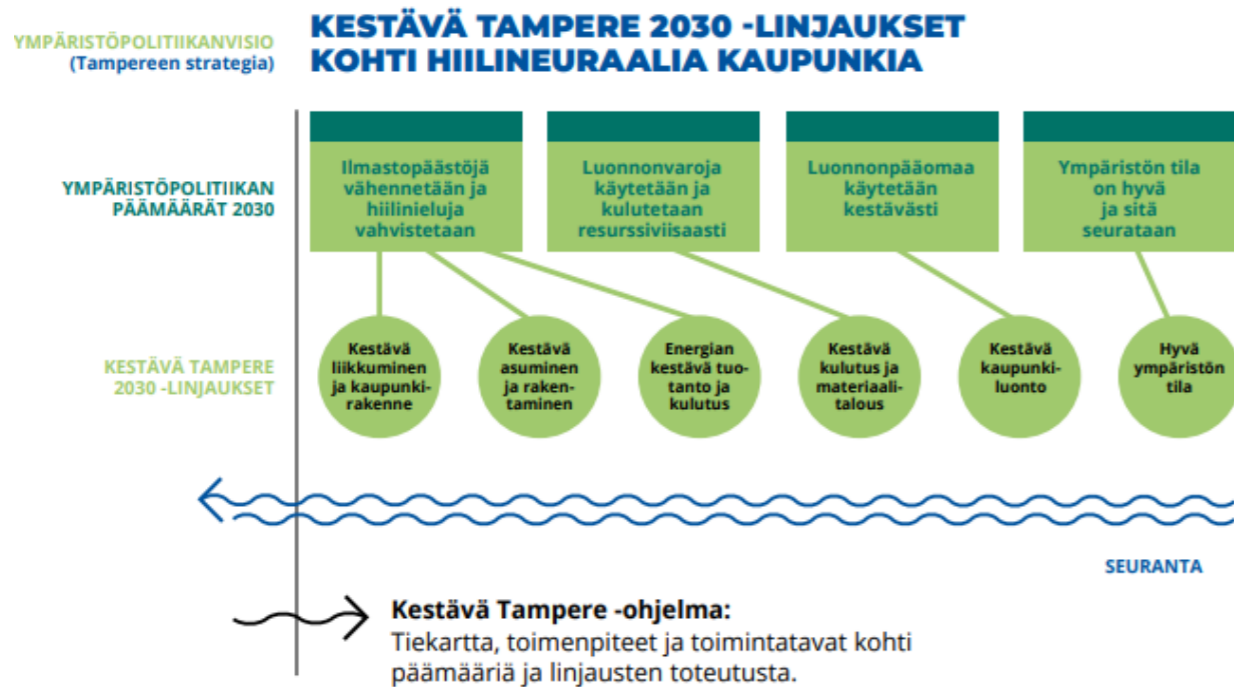 YMPÄRISTÖPOLITIIKANVISIO
(Tampereen strategia)
KESTÄVÄ TAMPERE 2030 -LINJAUKSET
KOHTI HIILINEURAALIA KAUPUNKIA
YMPÄRISTÖPOLITIIKAN
PÄÄMÄÄRÄT 2030
Ilmastopäästöjä
vähennetään ja
hiilinieluja
vahvistetaan
Luonnonvaroja
käytetään ja
kulutetaan
resurssiviisaasti
Luonnonpääomaa
käytetään
kestävästi
Ympäristön tila
on hyvä
ja sitä
seurataan
KESTÄVÄ TAMPERE
2030 -LINJAUKSET
Kestävä
liikkuminen
ja kaupunki-
rakenne
Kestävä
asuminen
ja raken-
taminen
Energian
kestävä tuo-
tanto ja
kulutus
Kestävä
kulutus ja
materiaali-
talous
Kestävä
kaupunki-
luonto
Hyvä
ympäristön
tila
SEURANTA
Kestävä Tampere -ohjelma:
Tiekartta, toimenpiteet ja toimintatavat kohti
päämääriä ja linjausten toteutusta.